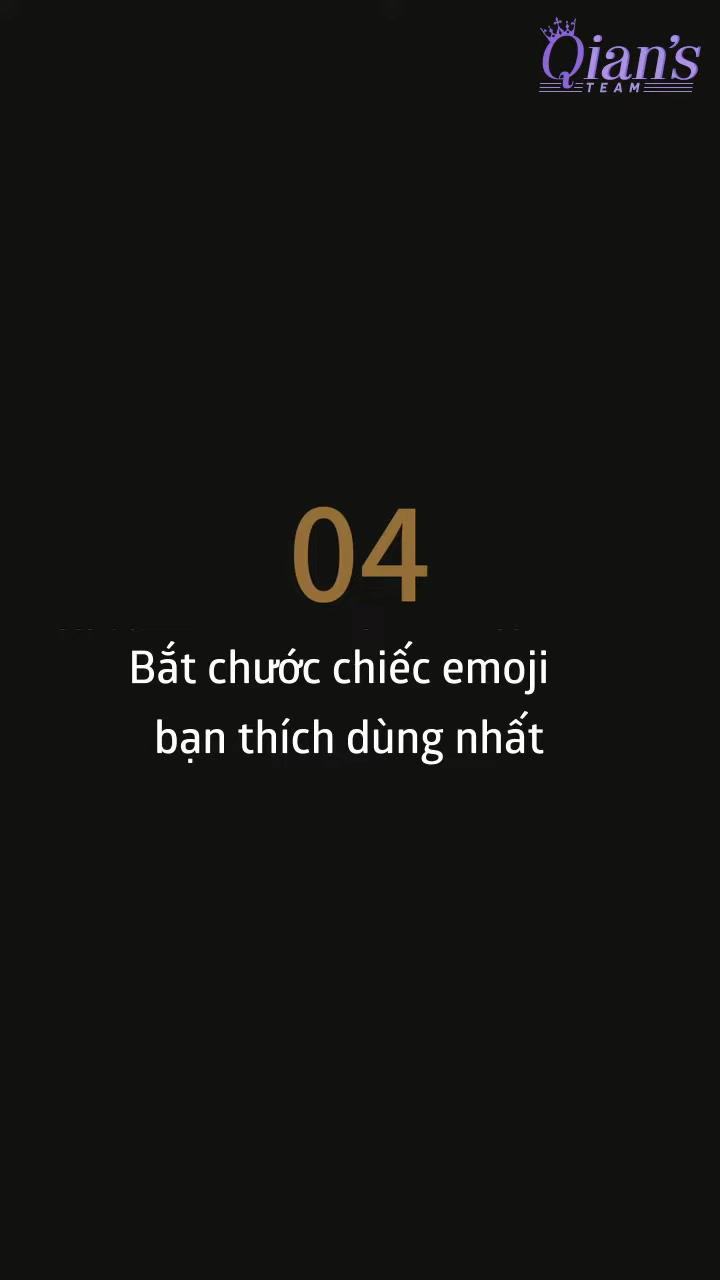 Qian's
TEAM
04
Bắt chước chiếc emoji
bạn thích dùng nhất